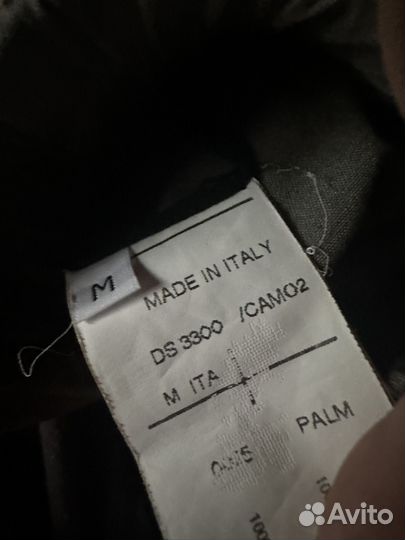 M
MADE IN ITALY
DS 3300 /CAMO2
M ITA
PALM
Avito